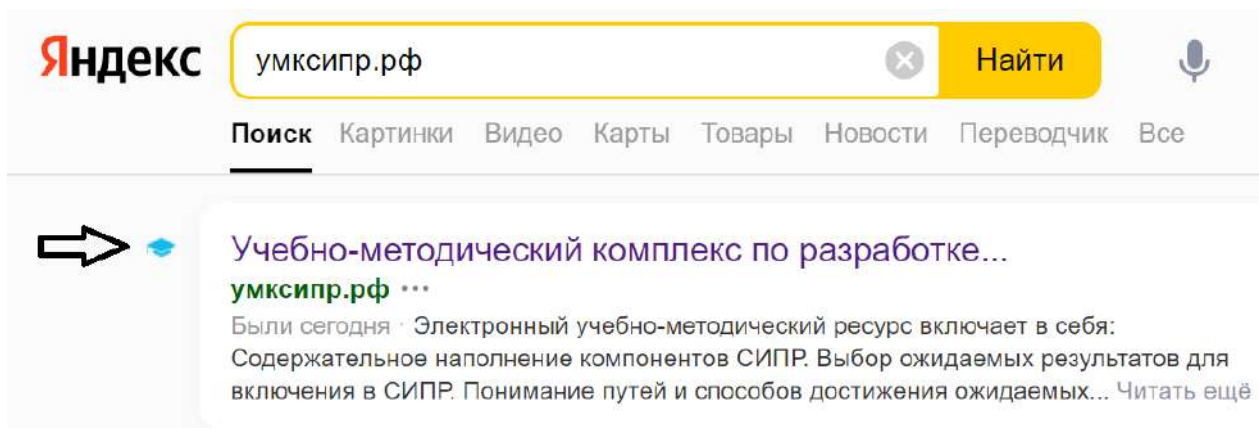 Яндекс
умксипр.рф
Найти
Поиск Картинки Видео Карты Товары Новости Переводчик Все
Учебно-методический комплекс по разработке...
умксипр.рф ···
Были сегодня · Электронный учебно-методический ресурс включает в себя:
Содержательное наполнение компонентов СИПР. Выбор ожидаемых результатов для
включения в СИПР. Понимание путей и способов достижения ожидаемых... Читать ещё